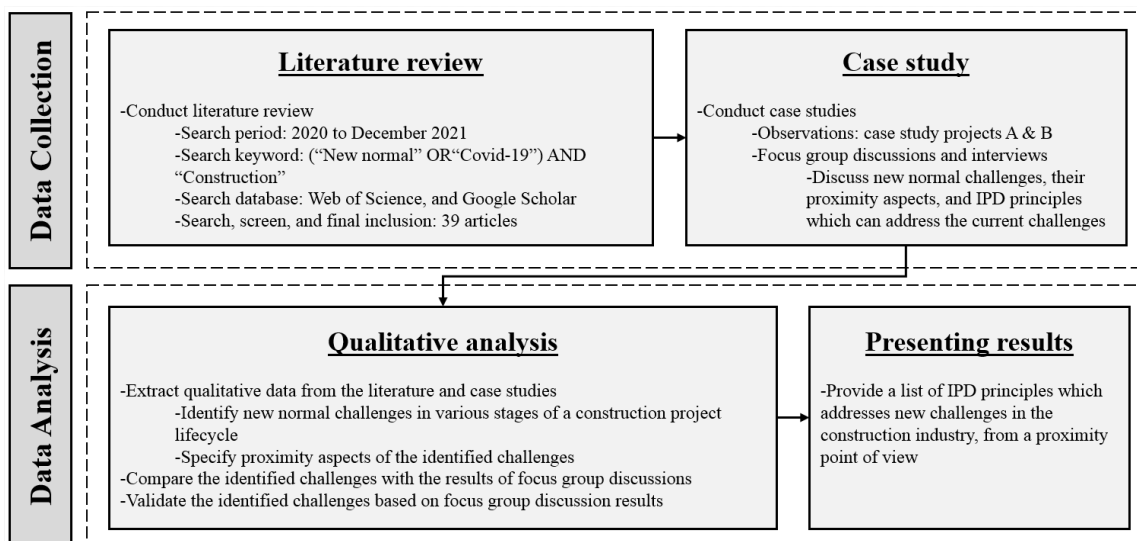 Data Collection
Literature review
-Conduct literature review
-Search period: 2020 to December 2021
-Search keyword: (“New normal” OR“Covid-19”) AND
“Construction”
-Search database: Web of Science, and Google Scholar
-Search, screen, and final inclusion: 39 articles
Case study
-Conduct case studies
-Observations: case study projects A & B
-Focus group discussions and interviews
-Discuss new normal challenges, their
proximity aspects, and IPD principles
which can address the current challenges
Data Analysis
Qualitative analysis
-Extract qualitative data from the literature and case studies
-Identify new normal challenges in various stages of a construction project
lifecycle
-Specify proximity aspects of the identified challenges
-Compare the identified challenges with the results of focus group discussions
-Validate the identified challenges based on focus group discussion results
Presenting results
-Provide a list of IPD principles which
addresses new challenges in the
construction industry, from a proximity
point of view